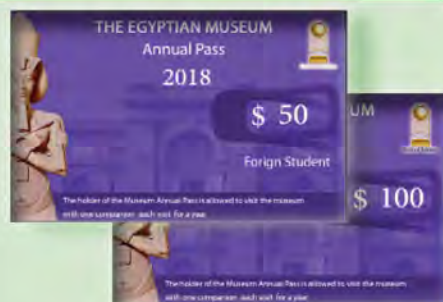 THE EGYPTIAN MUSEUM
Annual Pass
2018
$ 50
Forign Student
The holder of the Museum Annual Pass is allowed to visit the museum
with one companion each visit for a year
UM
$ 100
The holder of the Museum Annual Pass is allowed to visit the museum
with one companion each visit for a year